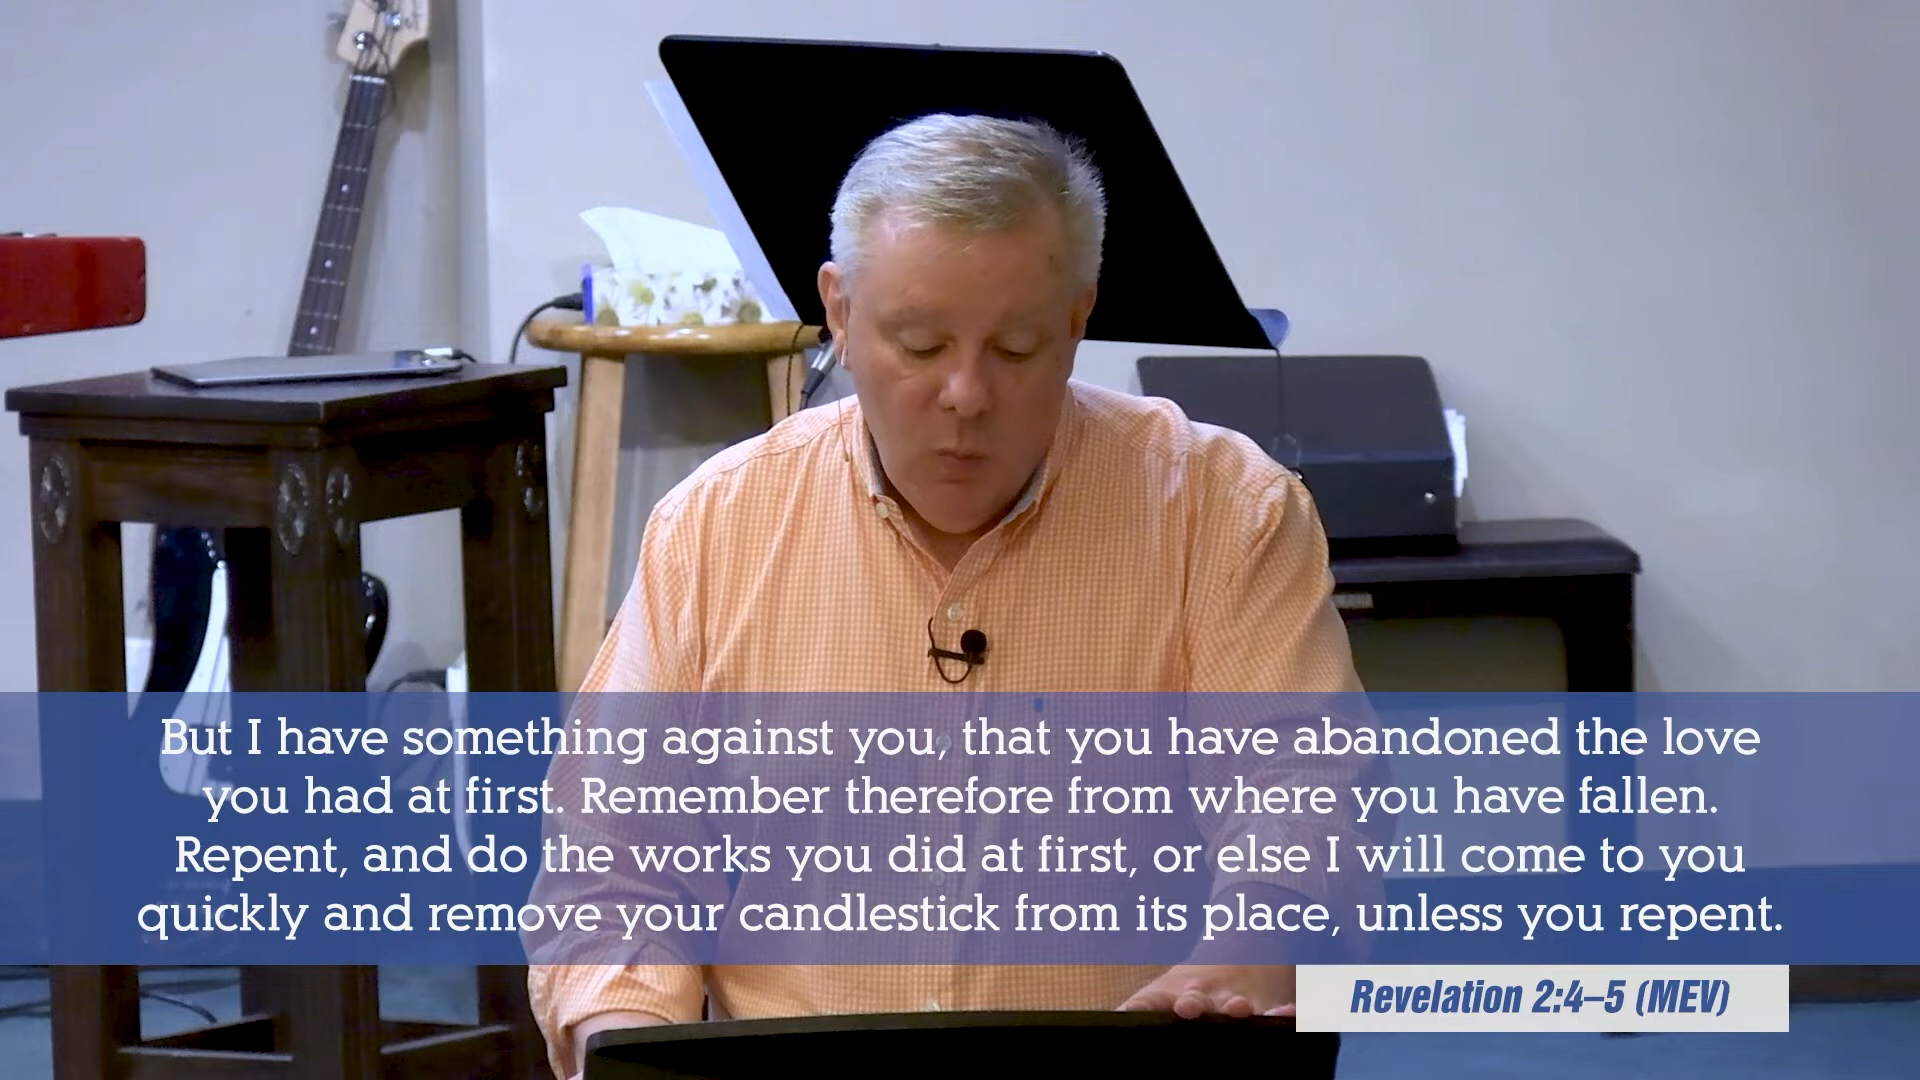 But I have something against you, that you have abandoned the love
you had at first. Remember therefore from where you have fallen.
Repent, and do the works you did at first, or else I will come to you
quickly and remove your candlestick from its place, unless you repent.
Revelation 2:4–5 (MEV)
YAMAHA